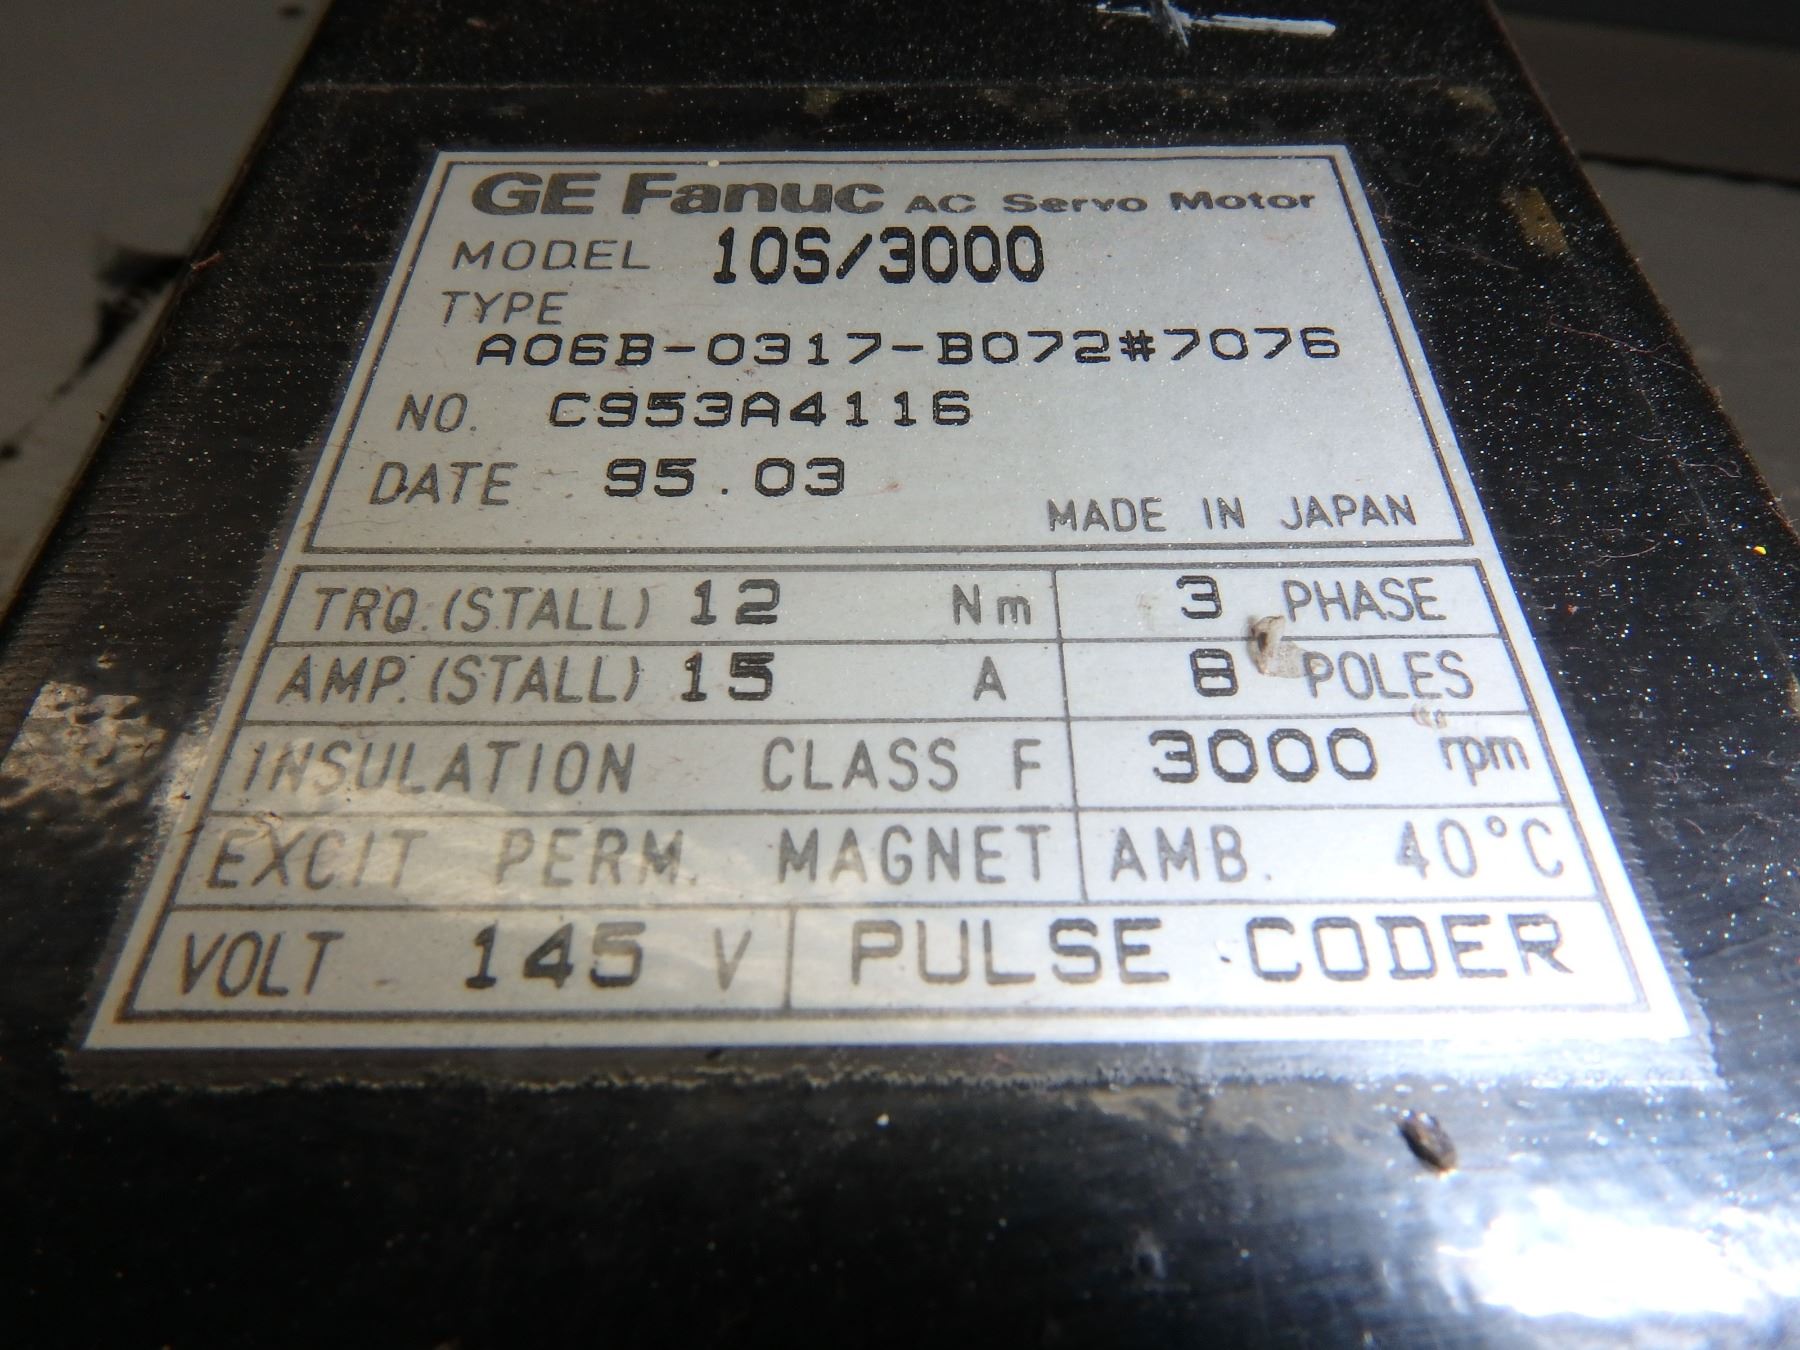 GE Fanuc AC Servo Motor
MODEL 10S/3000
TYPE
A06B-0317-B072#7076
NO. C953A4116
DATE 95.03
MADE IN JAPAN
TRQ.(STALL) 12 Nm 3 PHASE
AMP.(STALL) 15 A 8 POLES
INSULATION CLASS F 3000 rpm
EXCIT PERM. MAGNET AMB. 40°C
VOLT 145 V PULSE CODER